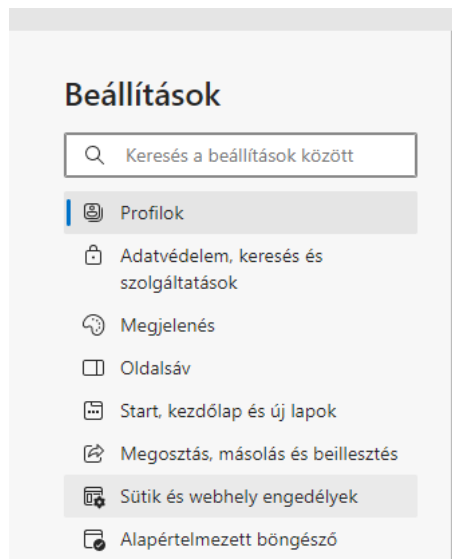 Beállítások
Keresés a beállítások között
Profilok
Adatvédelem, keresés és
szolgáltatások
Megjelenés
Oldalsáv
Start, kezdőlap és új lapok
Megosztás, másolás és beillesztés
Sütik és webhely engedélyek
Alapértelmezett böngésző